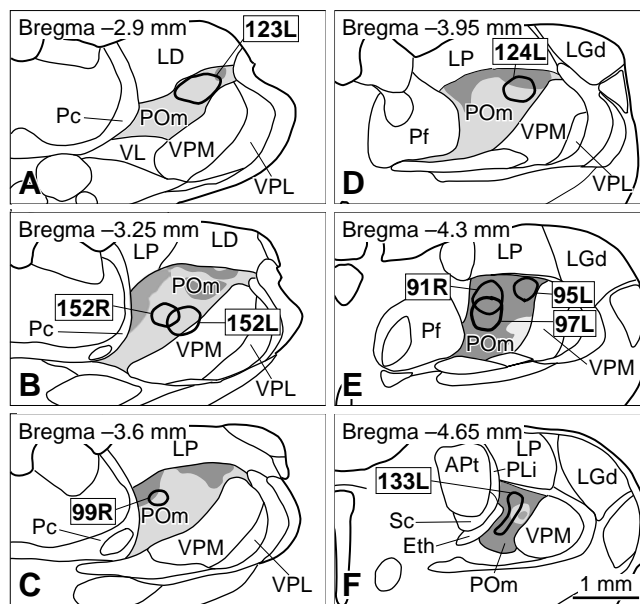 Bregma –2.9 mm
123L
LD
Pc
POm
VL
VPM
VPL
A
Bregma –3.95 mm
124L
LP
LGd
POm
Pf
VPM
VPL
D
Bregma –3.25 mm
LP
LD
POm
152R
152L
Pc
VPM
VPL
B
Bregma –4.3 mm
LP
LGd
91R
95L
97L
Pf
POm
VPM
E
Bregma –3.6 mm
LP
99R
POm
Pc
VPM
VPL
C
Bregma –4.65 mm
LP
APt
PLi
LGd
133L
Sc
Eth
VPM
POm
F
1 mm